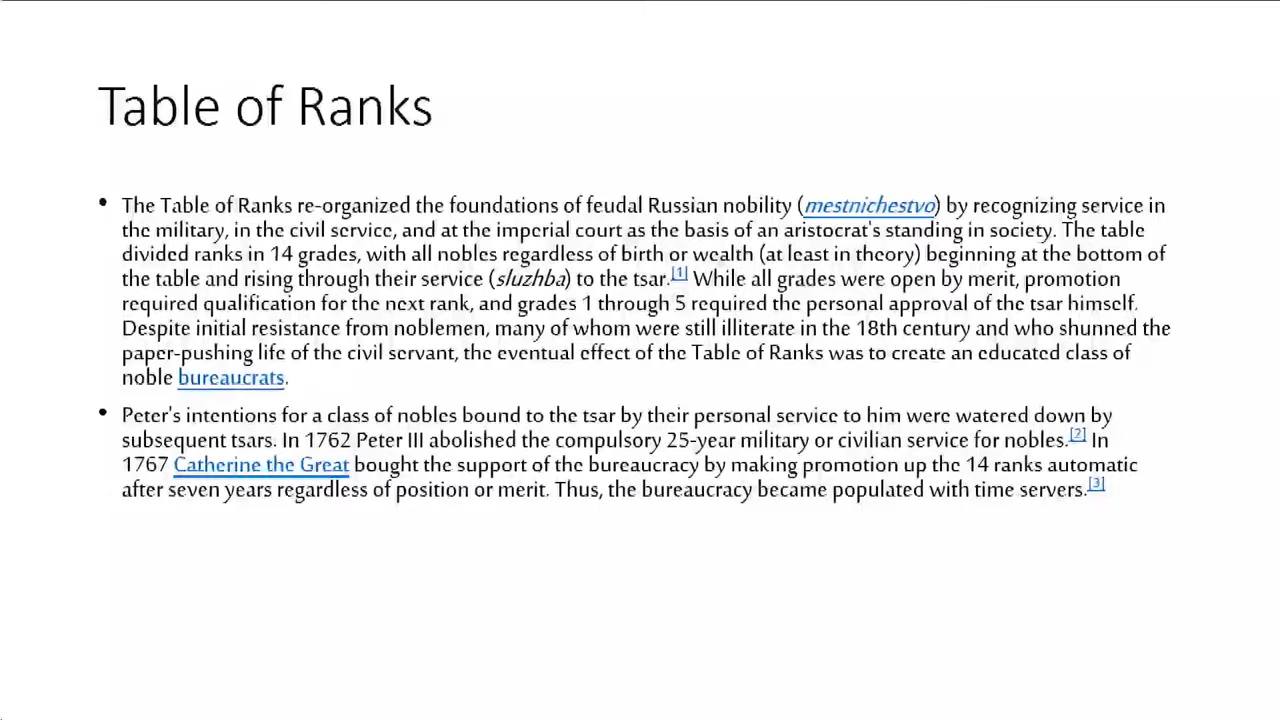 Table of Ranks
• The Table of Ranks re-organized the foundations of feudal Russian nobility (mestnichestvo) by recognizing service in
the military, in the civil service, and at the imperial court as the basis of an aristocrat's standing in society. The table
divided ranks in 14 grades, with all nobles regardless of birth or wealth (at least in theory) beginning at the bottom of
the table and rising through their service (sluzhba) to the tsar.[1] While all grades were open by merit, promotion
required qualification for the next rank, and grades 1 through 5 required the personal approval of the tsar himself.
Despite initial resistance from noblemen, many of whom were still illiterate in the 18th century and who shunned the
paper-pushing life of the civil servant, the eventual effect of the Table of Ranks was to create an educated class of
noble bureaucrats.
• Peter's intentions for a class of nobles bound to the tsar by their personal service to him were watered down by
subsequent tsars. In 1762 Peter III abolished the compulsory 25-year military or civilian service for nobles.[2] In
1767 Catherine the Great bought the support of the bureaucracy by making promotion up the 14 ranks automatic
after seven years regardless of position or merit. Thus, the bureaucracy became populated with time servers.[3]